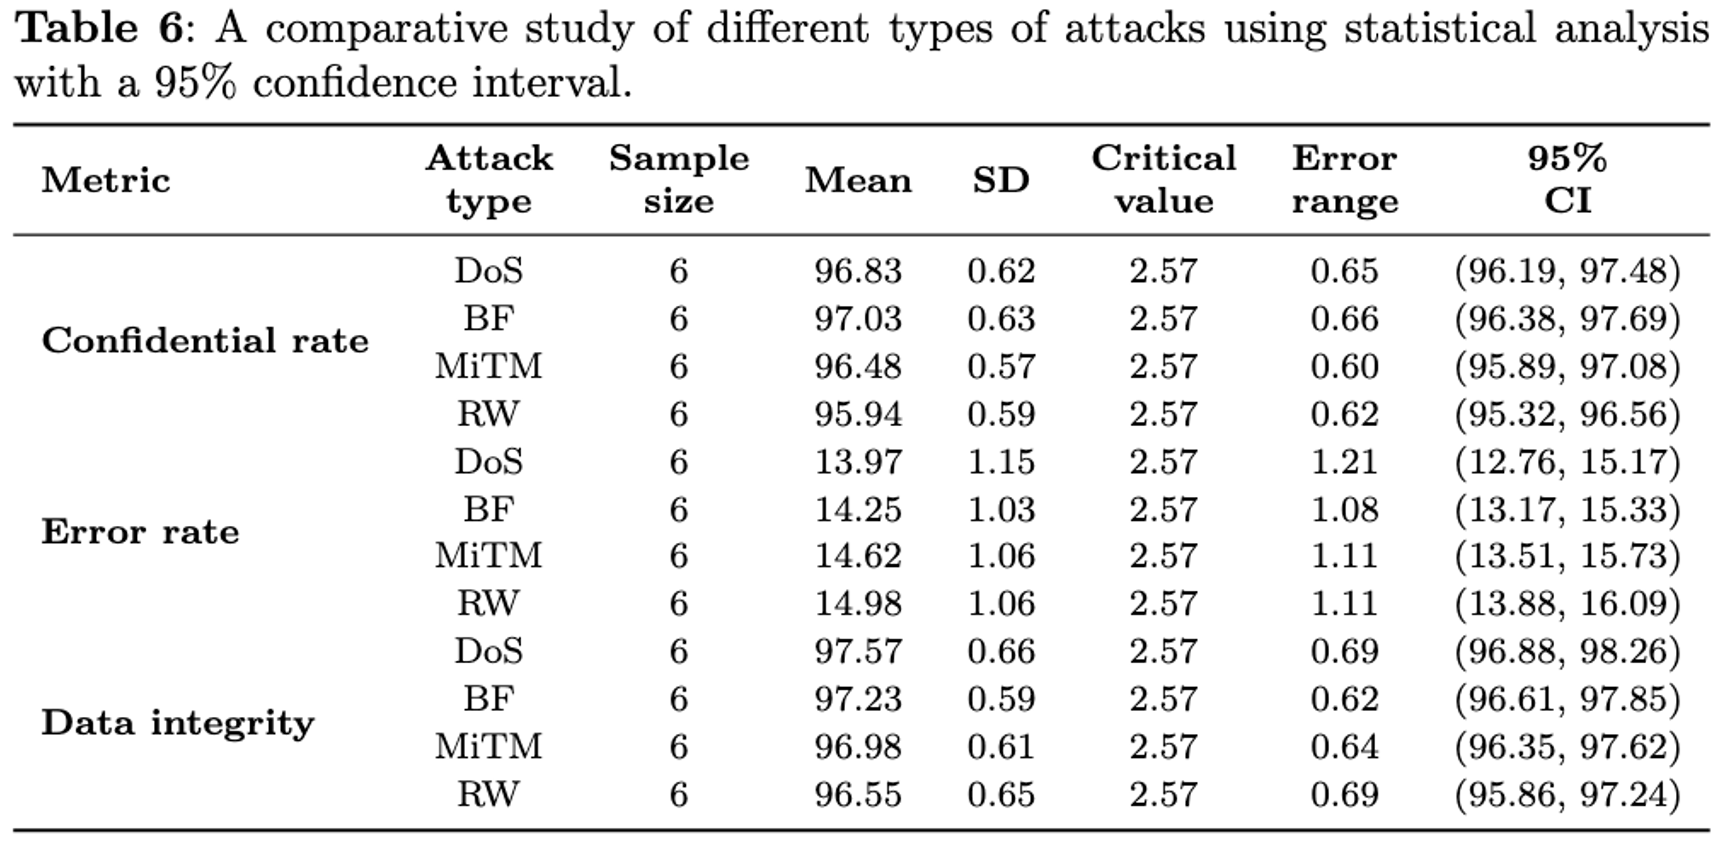 Table 6: A comparative study of different types of attacks using statistical analysis
with a 95% confidence interval.
Metric Attack type Sample size Mean SD Critical value Error range 95% CI
Confidential rate
DoS 6 96.83 0.62 2.57 0.65 (96.19, 97.48)
BF 6 97.03 0.63 2.57 0.66 (96.38, 97.69)
MiTM 6 96.48 0.57 2.57 0.60 (95.89, 97.08)
RW 6 95.94 0.59 2.57 0.62 (95.32, 96.56)
Error rate
DoS 6 13.97 1.15 2.57 1.21 (12.76, 15.17)
BF 6 14.25 1.03 2.57 1.08 (13.17, 15.33)
MiTM 6 14.62 1.06 2.57 1.11 (13.51, 15.73)
RW 6 14.98 1.06 2.57 1.11 (13.88, 16.09)
Data integrity
DoS 6 97.57 0.66 2.57 0.69 (96.88, 98.26)
BF 6 97.23 0.59 2.57 0.62 (96.61, 97.85)
MiTM 6 96.98 0.61 2.57 0.64 (96.35, 97.62)
RW 6 96.55 0.65 2.57 0.69 (95.86, 97.24)